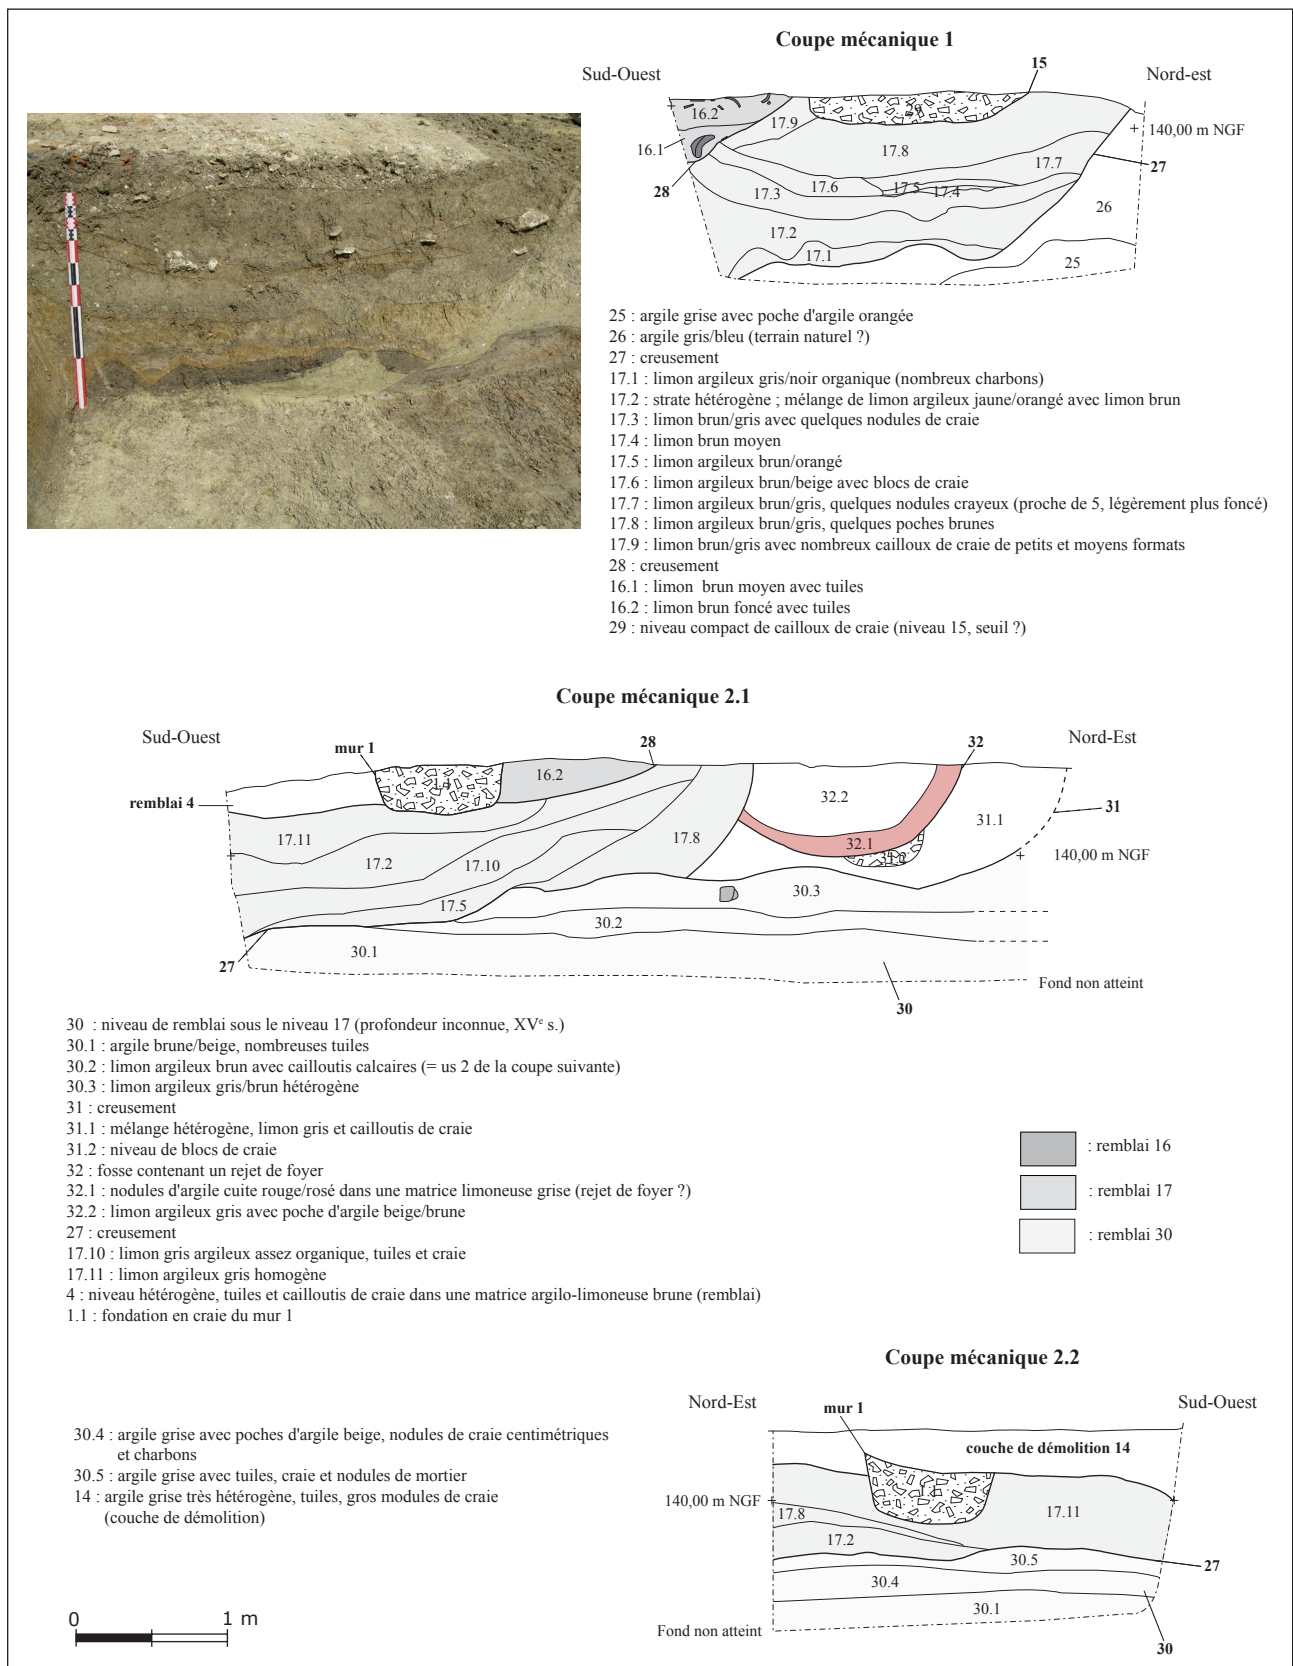 Coupe mécanique 1
Sud-Ouest
15
Nord-est
16.2
17.9
29
16.1
17.8
140,00 m NGF
17.7
27
28
17.3
17.6
17.5
17.4
26
17.2
17.1
25
25 : argile grise avec poche d'argile orangée
26 : argile gris/bleu (terrain naturel ?)
27 : creusement
17.1 : limon argileux gris/noir organique (nombreux charbons)
17.2 : strate hétérogène ; mélange de limon argileux jaune/orangé avec limon brun
17.3 : limon brun/gris avec quelques nodules de craie
17.4 : limon brun moyen
17.5 : limon argileux brun/orangé
17.6 : limon argileux brun/beige avec blocs de craie
17.7 : limon argileux brun/gris, quelques nodules crayeux (proche de 5, légèrement plus foncé)
17.8 : limon argileux brun/gris, quelques poches brunes
17.9 : limon brun/gris avec nombreux cailloux de craie de petits et moyens formats
28 : creusement
16.1 : limon brun moyen avec tuiles
16.2 : limon brun foncé avec tuiles
29 : niveau compact de cailloux de craie (niveau 15, seuil ?)
Coupe mécanique 2.1
Sud-Ouest
mur 1
28
32
Nord-Est
1.1
16.2
remblai 4
32.2
31.1
31
17.11
17.2
17.10
17.8
32.1
31.2
140,00 m NGF
17.5
30.3
30.2
30.1
27
Fond non atteint
30
30 : niveau de remblai sous le niveau 17 (profondeur inconnue, XVe s.)
30.1 : argile brune/beige, nombreuses tuiles
30.2 : limon argileux brun avec cailloutis calcaires (= us 2 de la coupe suivante)
30.3 : limon argileux gris/brun hétérogène
31 : creusement
31.1 : mélange hétérogène, limon gris et cailloutis de craie
31.2 : niveau de blocs de craie
32 : fosse contenant un rejet de foyer
32.1 : nodules d'argile cuite rouge/rosé dans une matrice limoneuse grise (rejet de foyer ?)
32.2 : limon argileux gris avec poche d'argile beige/brune
27 : creusement
17.10 : limon gris argileux assez organique, tuiles et craie
17.11 : limon argileux gris homogène
4 : niveau hétérogène, tuiles et cailloutis de craie dans une matrice argilo-limoneuse brune (remblai)
1.1 : fondation en craie du mur 1
: remblai 16
: remblai 17
: remblai 30
Coupe mécanique 2.2
Nord-Est
mur 1
Sud-Ouest
couche de démolition 14
140,00 m NGF
1.1
17.8
17.11
17.2
30.5
27
30.4
30.1
Fond non atteint
30
30.4 : argile grise avec poches d'argile beige, nodules de craie centimétriques
et charbons
30.5 : argile grise avec tuiles, craie et nodules de mortier
14 : argile grise très hétérogène, tuiles, gros modules de craie
(couche de démolition)
0 1 m